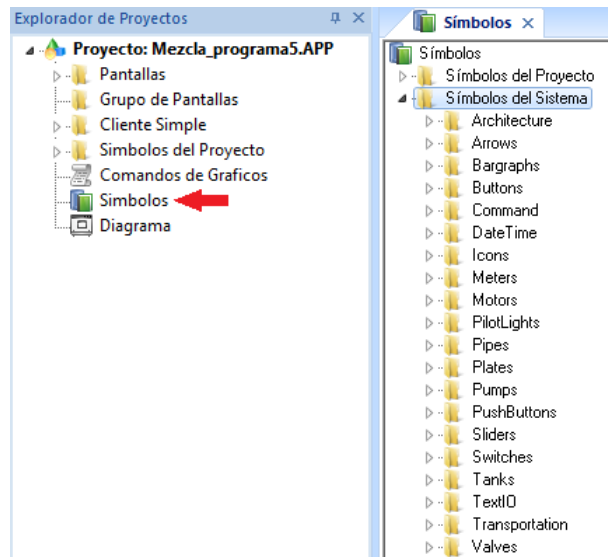 Explorador de Proyectos
Proyecto: Mezcla_programa5.APP
Pantallas
Grupo de Pantallas
Cliente Simple
Simbolos del Proyecto
Comandos de Graficos
Simbolos
Diagrama
Símbolos
Símbolos
Símbolos del Proyecto
Símbolos del Sistema
Architecture
Arrows
Bargraphs
Buttons
Command
DateTime
Icons
Meters
Motors
PilotLights
Pipes
Plates
Pumps
PushButtons
Sliders
Switches
Tanks
TextIO
Transportation
Valves